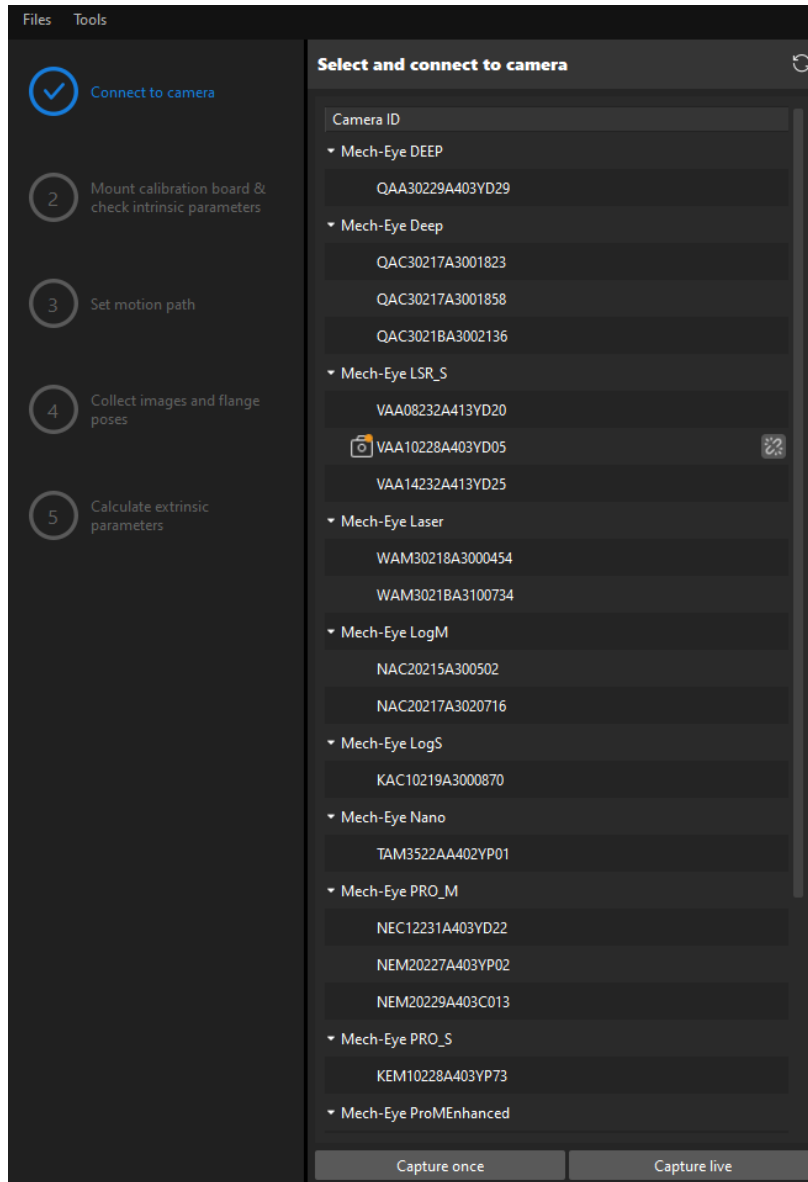 Files Tools
Connect to camera
2
Mount calibration board &
check intrinsic parameters
3
Set motion path
4
Collect images and flange
poses
5
Calculate extrinsic
parameters
Select and connect to camera
Camera ID
Mech-Eye DEEP
QAA30229A403YD29
Mech-Eye Deep
QAC30217A3001823
QAC30217A3001858
QAC3021BA3002136
Mech-Eye LSR_S
VAA08232A413YD20
VAA10228A403YD05
VAA14232A413YD25
Mech-Eye Laser
WAM30218A3000454
WAM3021BA3100734
Mech-Eye LogM
NAC20215A300502
NAC20217A3020716
Mech-Eye LogS
KAC10219A3000870
Mech-Eye Nano
TAM3522AA402YP01
Mech-Eye PRO_M
NEC12231A403YD22
NEM20227A403YP02
NEM20229A403C013
Mech-Eye PRO_S
KEM10228A403YP73
Mech-Eye ProMEnhanced
Capture once
Capture live